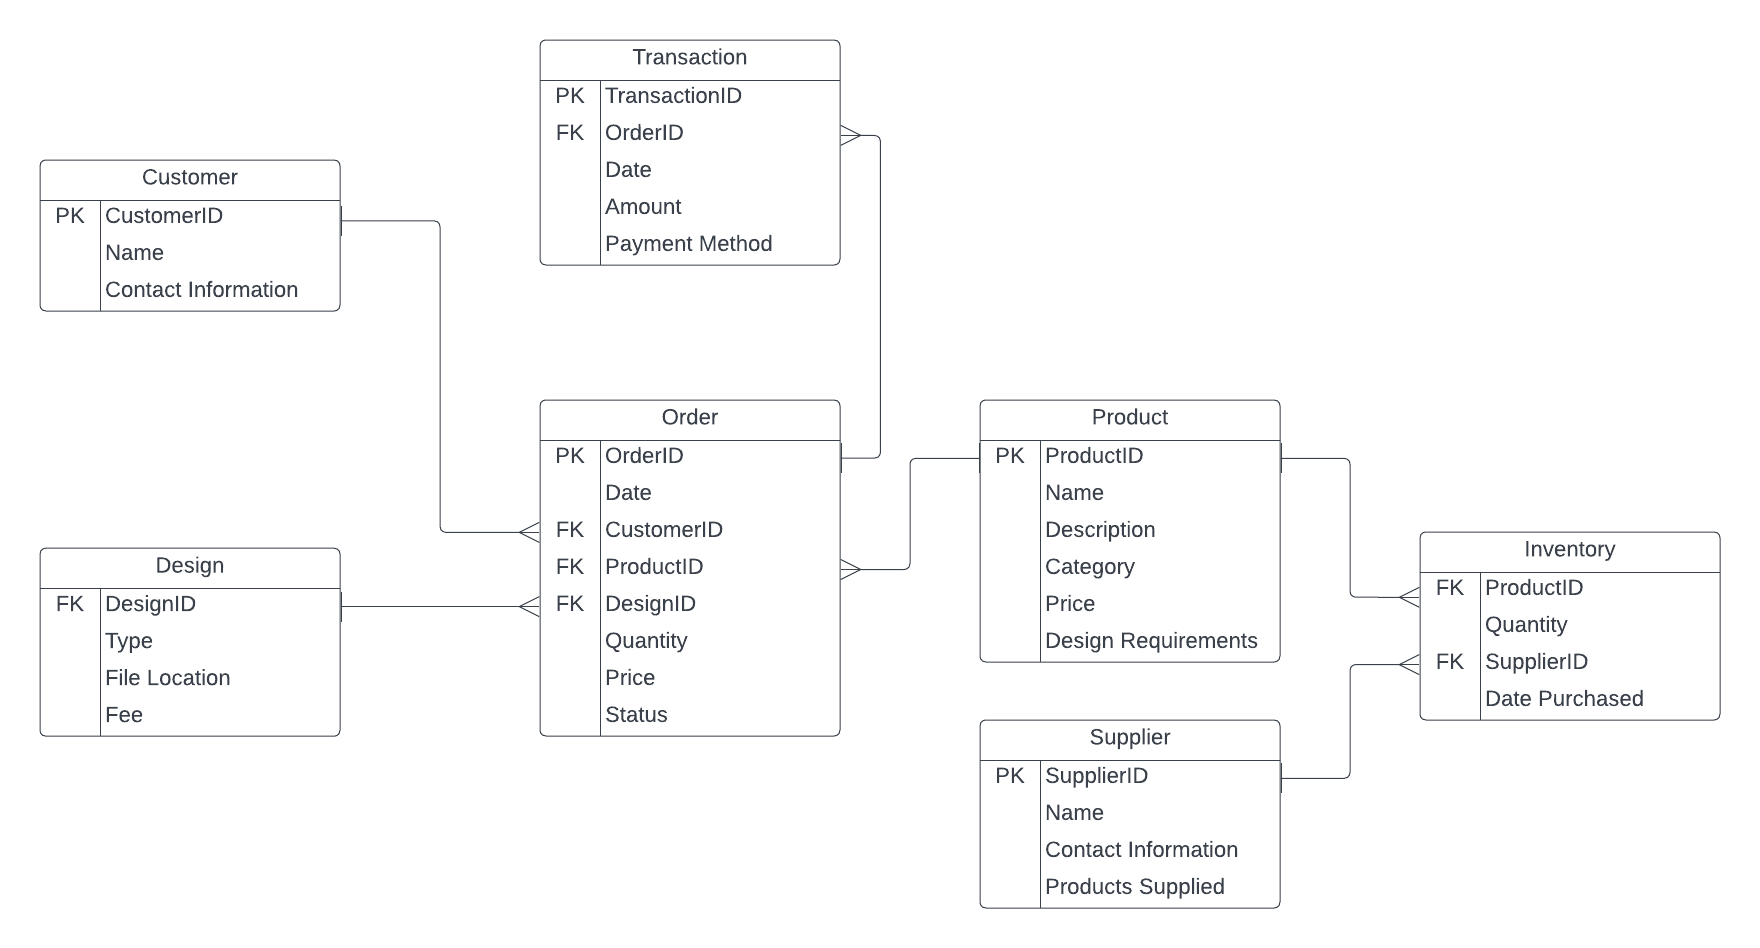 Transaction
PK TransactionID
FK OrderID
Date
Amount
Payment Method
Customer
PK CustomerID
Name
Contact Information
Order
PK OrderID
Date
FK CustomerID
FK ProductID
FK DesignID
Quantity
Price
Status
Product
PK ProductID
Name
Description
Category
Price
Design Requirements
Design
FK DesignID
Type
File Location
Fee
Inventory
FK ProductID
Quantity
FK SupplierID
Date Purchased
Supplier
PK SupplierID
Name
Contact Information
Products Supplied